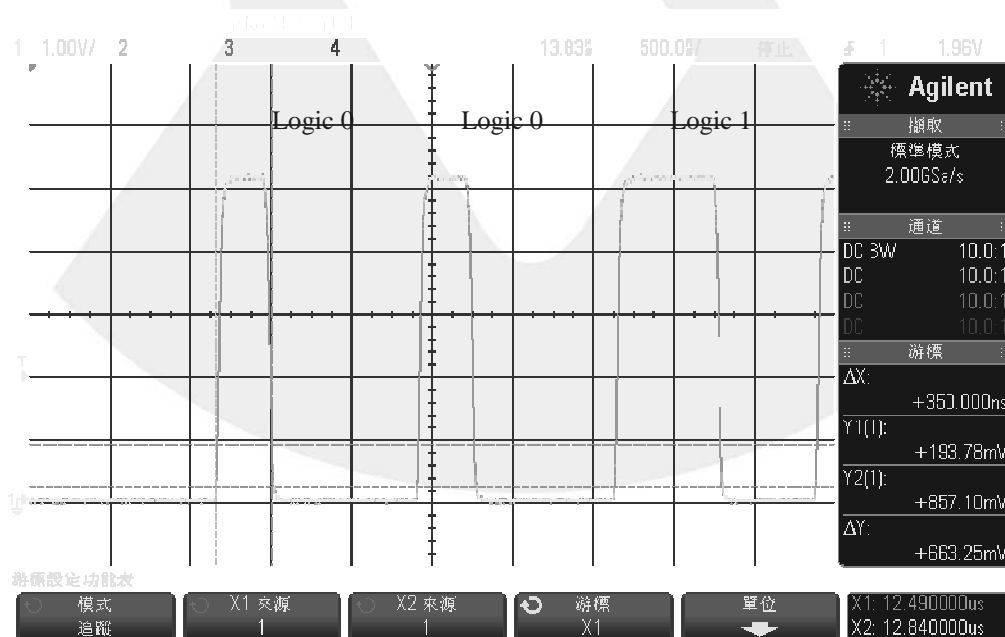 1 1.00V/ 2 3 4 13.83 500.0 / 停止 1 1.96V
Agilent
Logic 0 Logic 0 Logic 1
擷取
標準模式
2.00GSa/s
通道
DC BW 10.0:1
DC 10.0:1
DC 10.0:1
DC 10.0:1
T
游標
ΔX:
+350.000ns
Y1(1):
+193.78mV
Y2(1):
+857.10mV
ΔY:
+663.25mV
1
游標設定功能表
模式 X1 來源 X2 來源 游標 單位 X1: 12.490000us
追蹤 1 1 X1 X2: 12.840000us